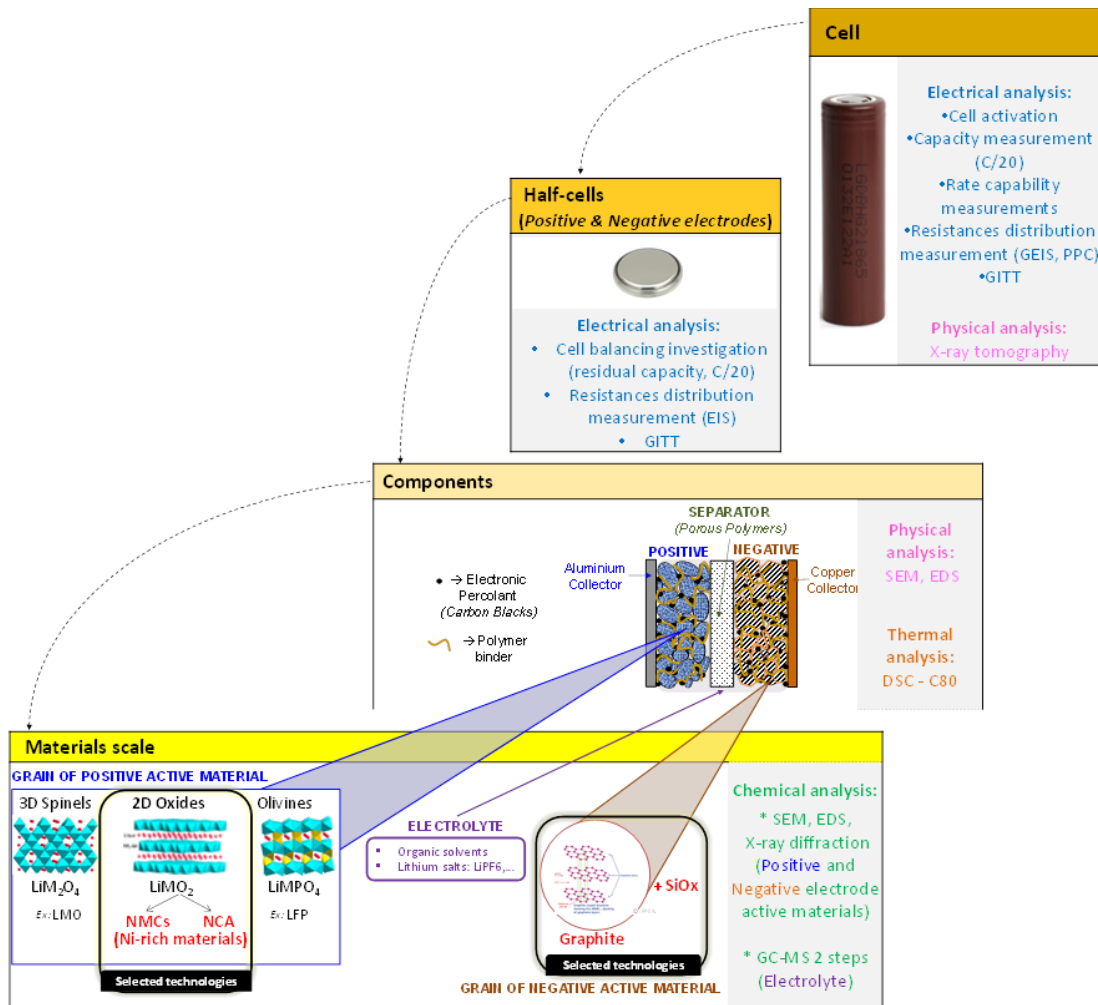 Cell
Electrical analysis:
•Cell activation
•Capacity measurement
(C/20)
•Rate capability
measurements
•Resistances distribution
measurement (GEIS, PPC)
•GITT
Physical analysis:
X-ray tomography
Half-cells
(Positive & Negative electrodes)
Electrical analysis:
• Cell balancing investigation
(residual capacity, C/20)
• Resistances distribution
measurement (EIS)
• GITT
Components
SEPARATOR
(Porous Polymers)
POSITIVE
NEGATIVE
Aluminium
Collector
Copper
Collector
• → Electronic
Percolant
(Carbon Blacks)
→ Polymer
binder
Physical
analysis:
SEM, EDS
Thermal
analysis:
DSC - C80
Materials scale
GRAIN OF POSITIVE ACTIVE MATERIAL
3D Spinels
2D Oxides
Olivines
LiM₂O₄
LiMO₂
LiMPO₄
Ex: LMO
NMCs
NCA
(Ni-rich materials)
Ex: LFP
Selected technologies
ELECTROLYTE
▪ Organic solvents
▪ Lithium salts: LiPF6,...
+ SiOx
Graphite
Selected technologies
GRAIN OF NEGATIVE ACTIVE MATERIAL
Chemical analysis:
* SEM, EDS,
X-ray diffraction
(Positive and
Negative electrode
active materials)
* GC-MS 2 steps
(Electrolyte)